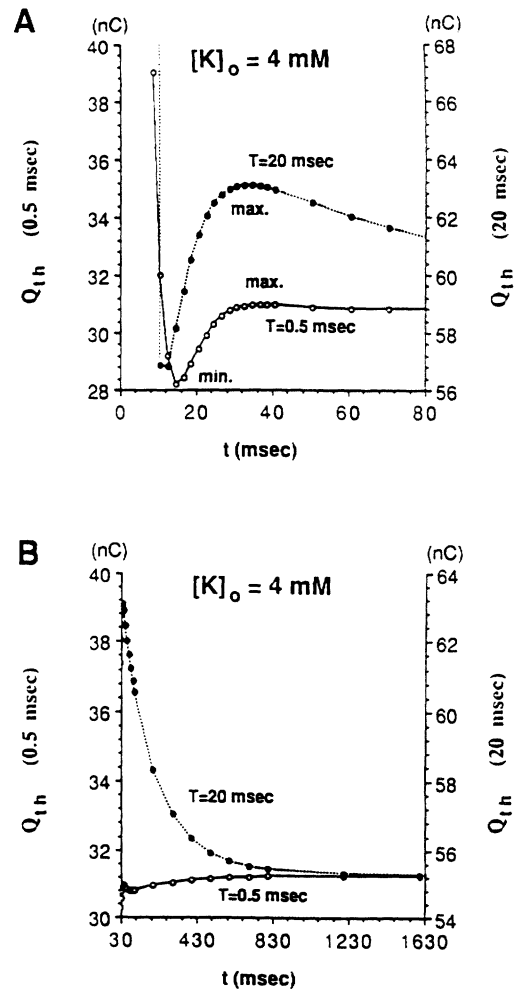 A
(nC)
(nC)
[K]o = 4 mM
40
68
38
66
36
64
34
62
32
60
30
58
28
56
Qth (0.5 msec)
Qth (20 msec)
T=20 msec
max.
max.
T=0.5 msec
min.
0
20
40
60
80
t (msec)
B
(nC)
(nC)
[K]o = 4 mM
40
64
38
62
36
60
34
58
32
56
30
54
Qth (0.5 msec)
Qth (20 msec)
T=20 msec
T=0.5 msec
30
430
830
1230
1630
t (msec)